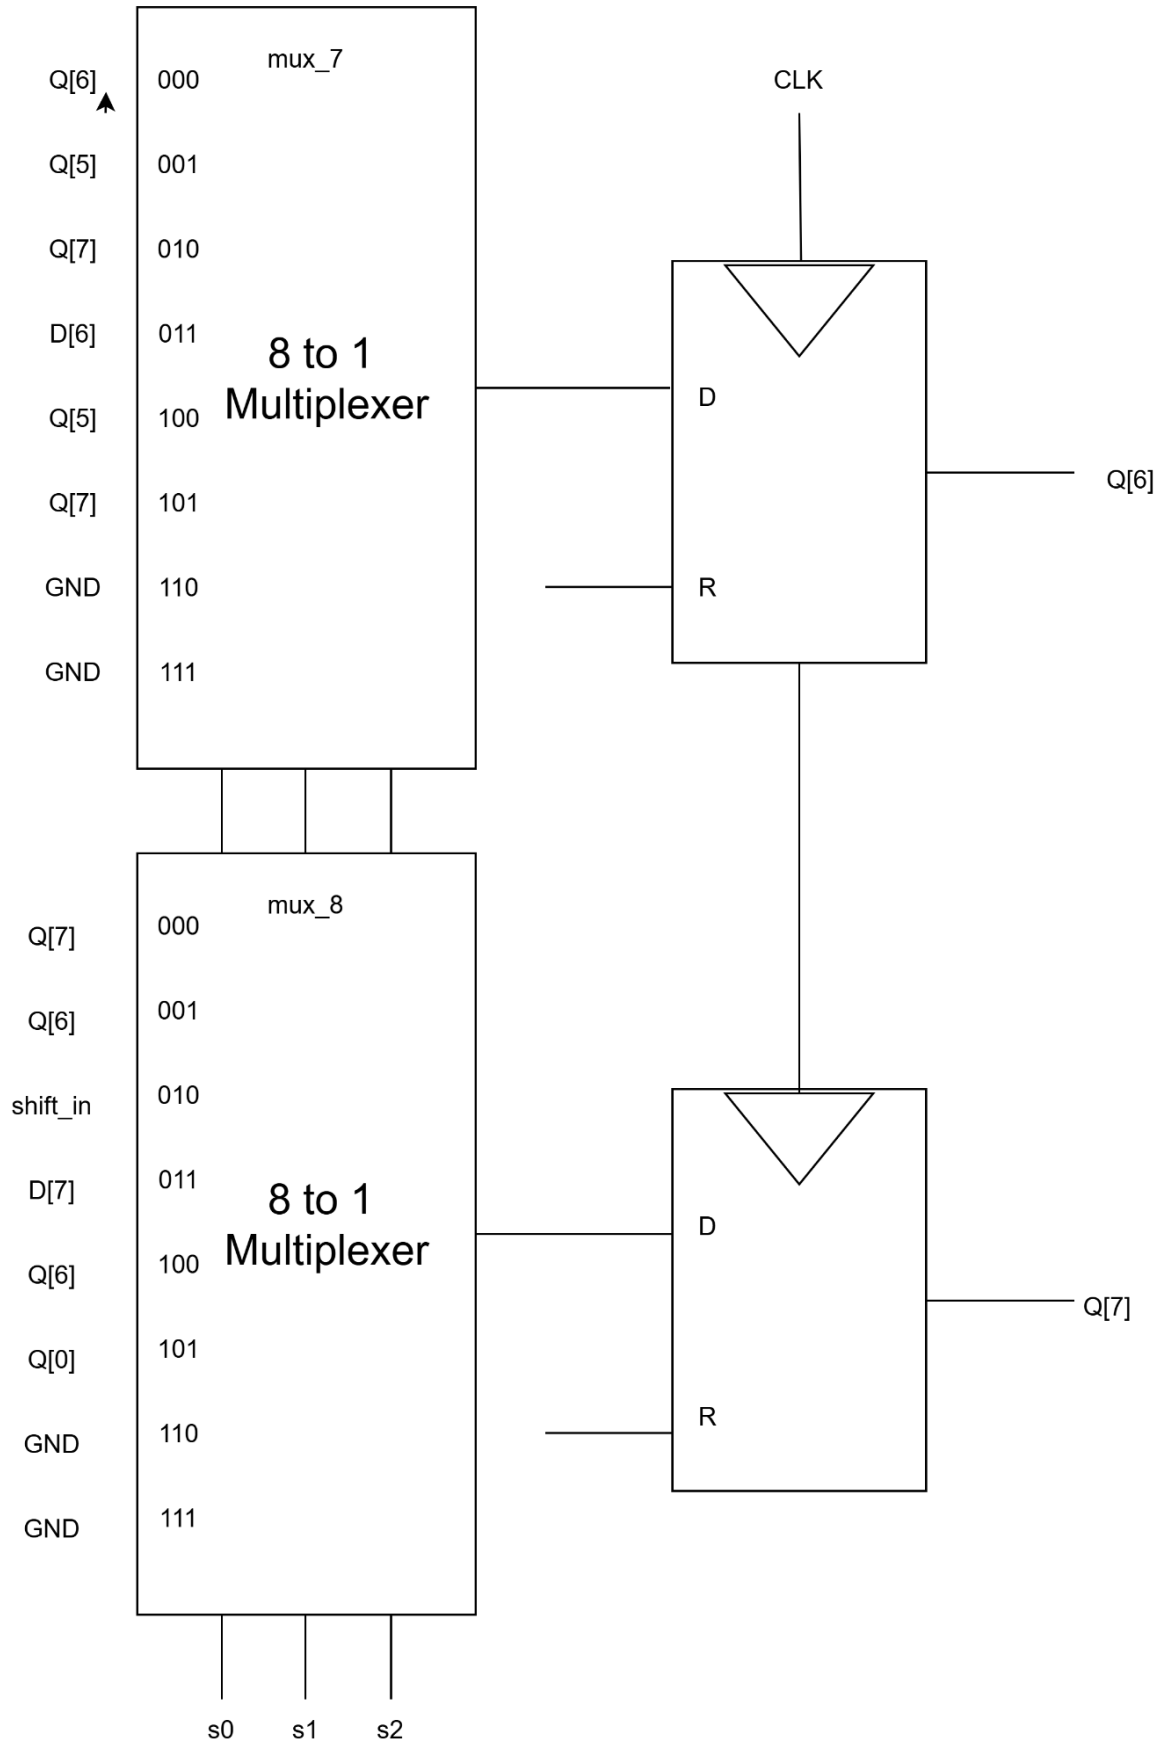 mux_7
Q[6] 000
CLK
Q[5] 001
Q[7] 010
D[6] 011
8 to 1
Multiplexer
D
Q[5] 100
Q[6]
Q[7] 101
GND 110
R
GND 111
mux_8
Q[7] 000
Q[6] 001
shift_in 010
D[7] 011
8 to 1
Multiplexer
D
Q[6] 100
Q[7]
Q[0] 101
R
GND 110
GND 111
s0 s1 s2